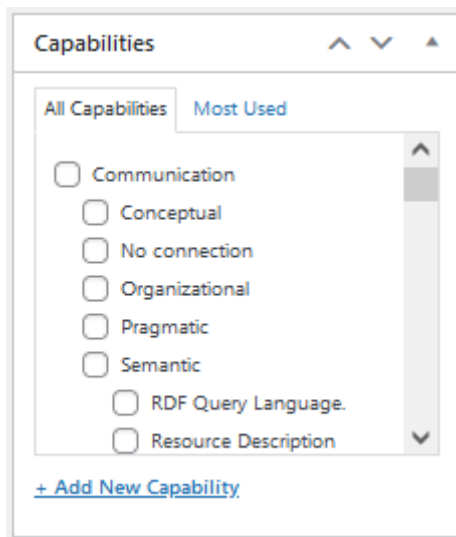 Capabilities
All Capabilities Most Used
Communication
Conceptual
No connection
Organizational
Pragmatic
Semantic
RDF Query Language.
Resource Description
+ Add New Capability